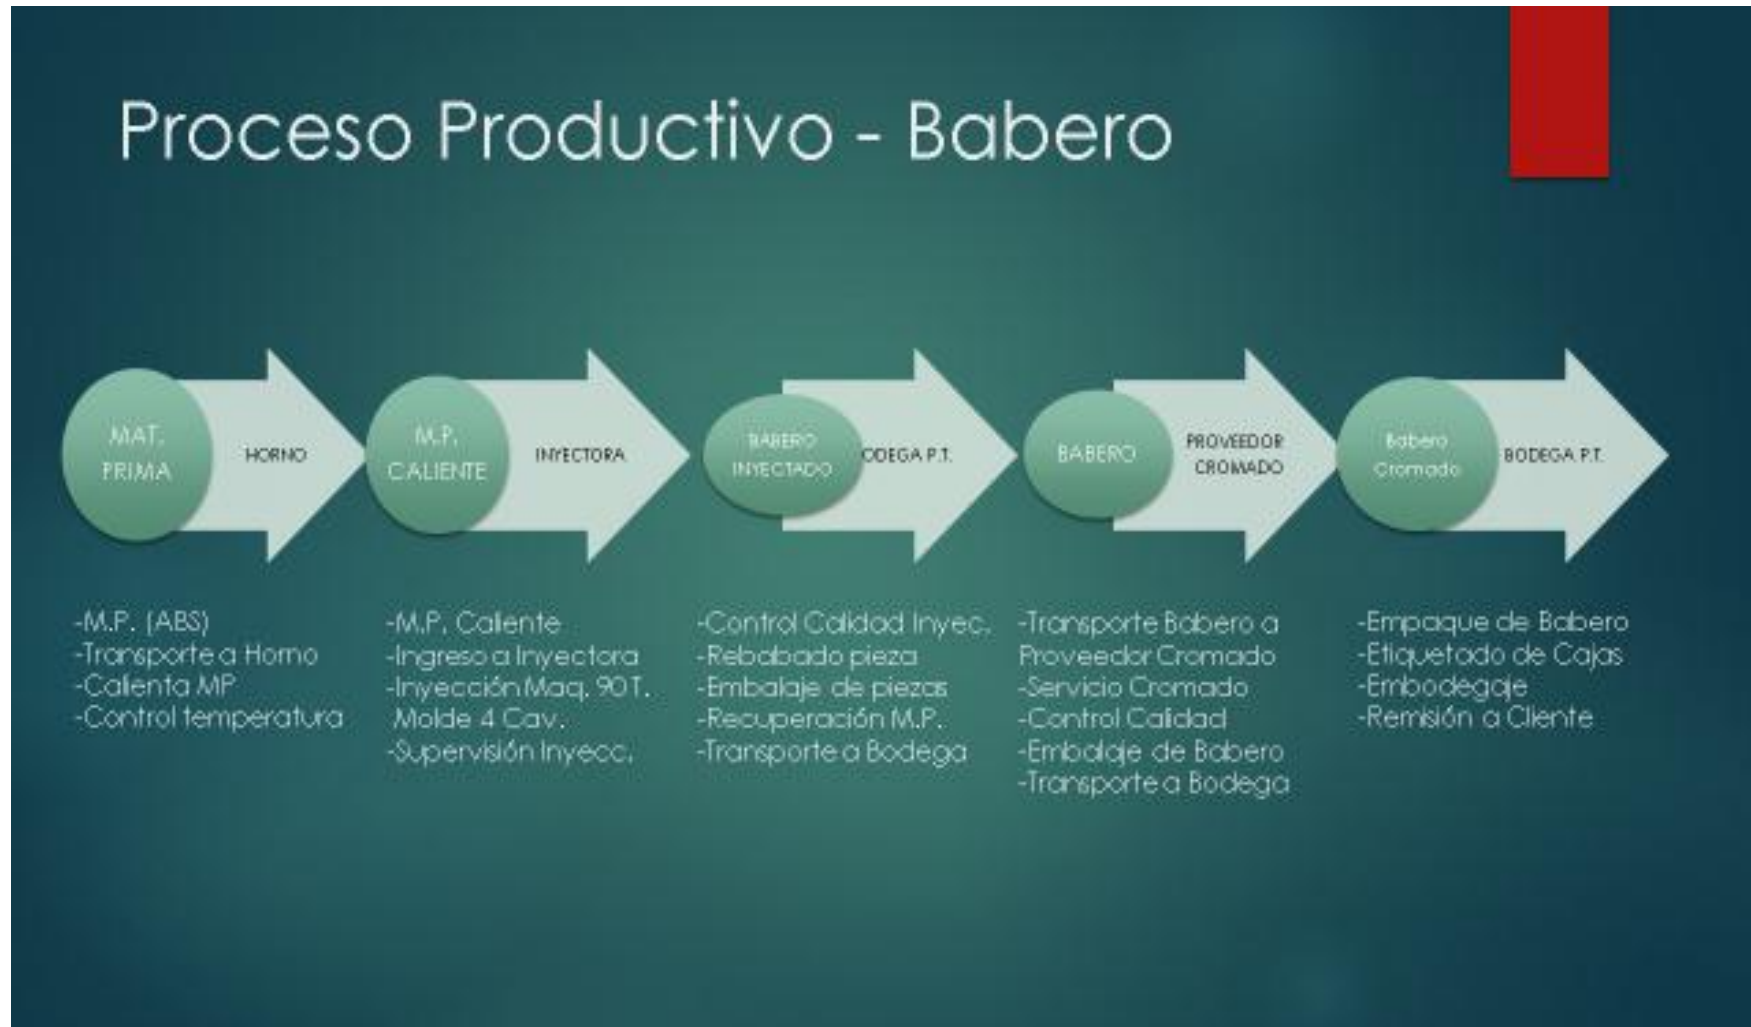 Proceso Productivo - Babero
MAT.
PRIMA
HORNO
M.P.
CALIENTE
INYECTORA
BABERO
INYECTADO
ODEGA P.T.
BABERO
PROVEEDOR
CROMADO
Babero
Cromado
BODEGA P.T.
-M.P. (ABS)
-Transporte a Horno
-Calienta MP
-Control temperatura
-M.P. Caliente
-Ingreso a Inyectora
-Inyección Maq. 90T.
Molde 4 Cav.
-Supervisión Inyecc.
-Control Calidad Inyec.
-Rebabado pieza
-Embalaje de piezas
-Recuperación M.P.
-Transporte a Bodega
-Transporte Babero a
Proveedor Cromado
-Servicio Cromado
-Control Calidad
-Embalaje de Babero
-Transporte a Bodega
-Empaque de Babero
-Etiquetado de Cajas
-Embodegaje
-Remisión a Cliente